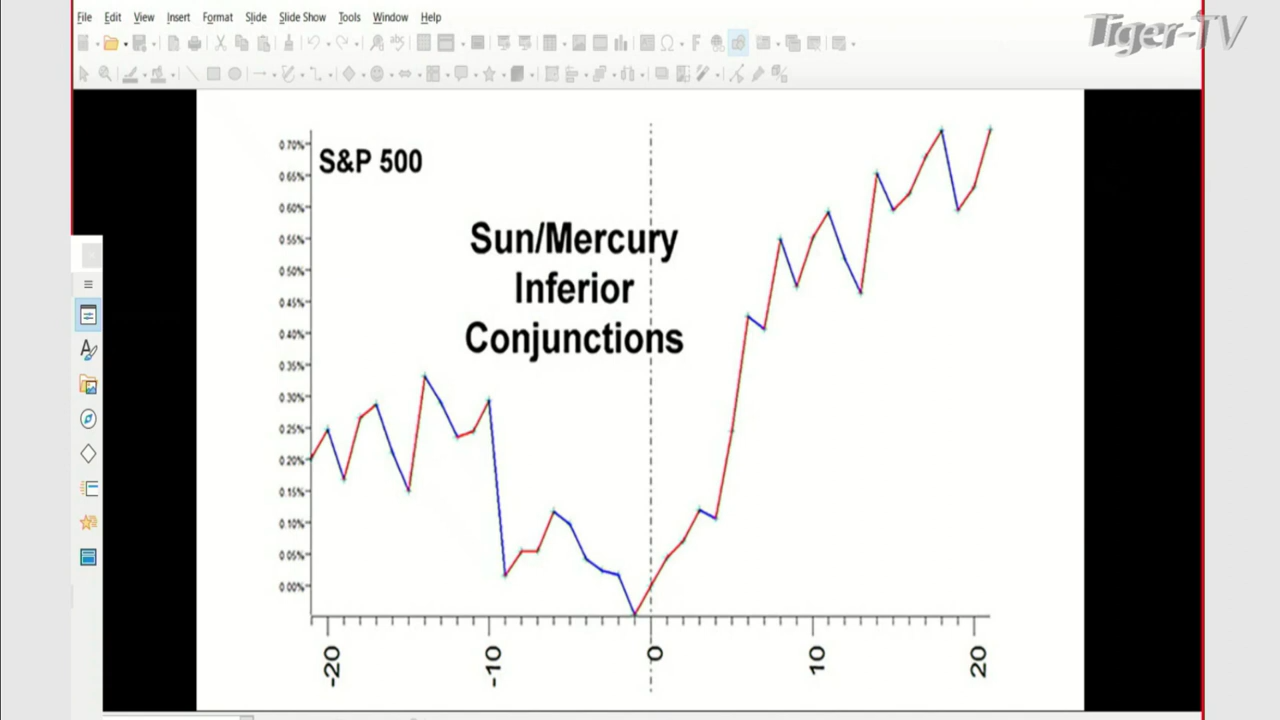 File Edit View Insert Format Slide Slide Show Tools Window Help
Tiger-TV
S&P 500
Sun/Mercury
Inferior
Conjunctions
0.70%
0.65%
0.60%
0.55%
0.50%
0.45%
0.40%
0.35%
0.30%
0.25%
0.20%
0.15%
0.10%
0.05%
0.00%
-20 -10 0 10 20